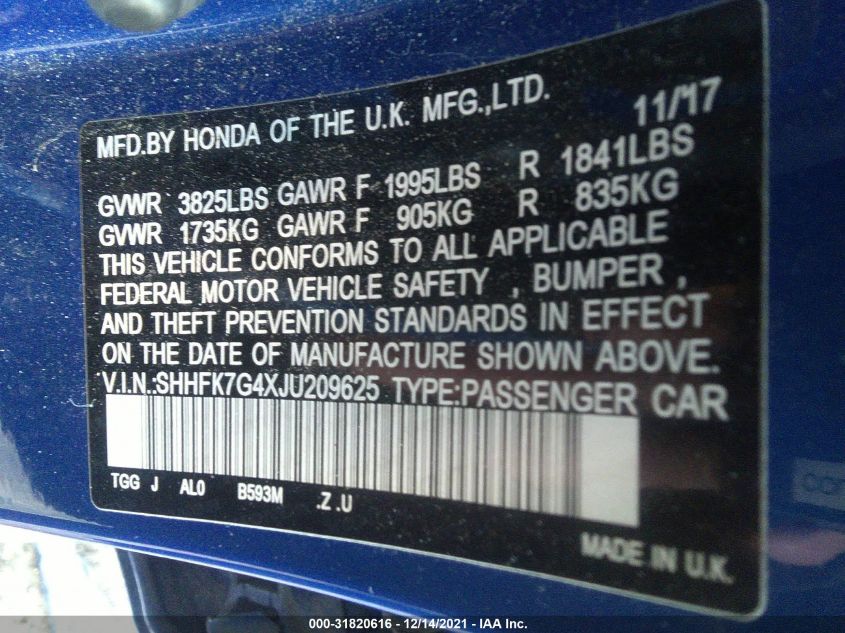 MFD.BY HONDA OF THE U.K. MFG.,LTD. 11/17
GVWR 3825LBS GAWR F 1995LBS R 1841LBS
GVWR 1735KG GAWR F 905KG R 835KG
THIS VEHICLE CONFORMS TO ALL APPLICABLE
FEDERAL MOTOR VEHICLE SAFETY , BUMPER ,
AND THEFT PREVENTION STANDARDS IN EFFECT
ON THE DATE OF MANUFACTURE SHOWN ABOVE.
V.I.N.:SHHFK7G4XJU209625 TYPE:PASSENGER CAR
TGG J AL0 B593M .Z .U
MADE IN U.K.
000-31820616 - 12/14/2021 - IAA Inc.